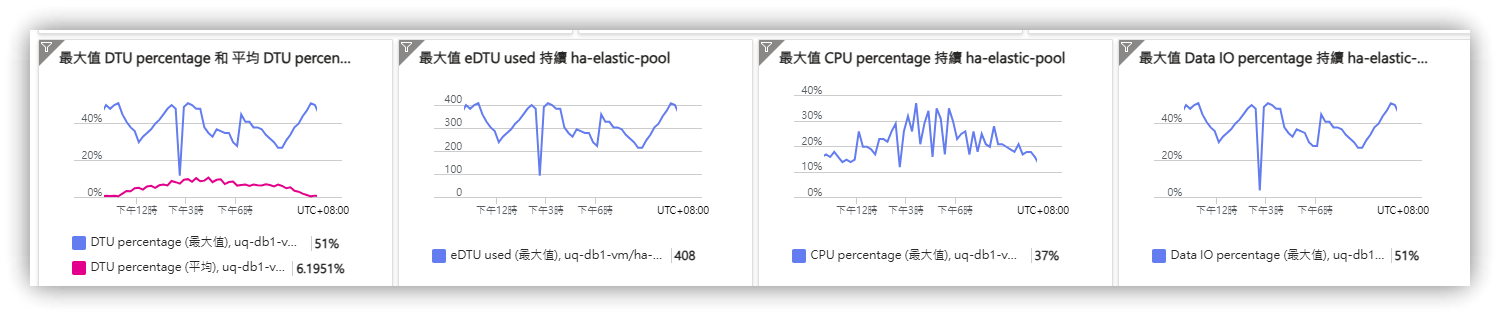 最大值 DTU percentage 和 平均 DTU percen...
40%
20%
0%
下午12時 下午3時 下午6時 UTC+08:00
DTU percentage (最大值), uq-db1-v... 51%
DTU percentage (平均), uq-db1-v... 6.1951%
最大值 eDTU used 持續 ha-elastic-pool
400
300
200
100
0
下午12時 下午3時 下午6時 UTC+08:00
eDTU used (最大值), uq-db1-vm/ha-... 408
最大值 CPU percentage 持續 ha-elastic-pool
40%
30%
20%
10%
0%
下午12時 下午3時 下午6時 UTC+08:00
CPU percentage (最大值), uq-db1-v... 37%
最大值 Data IO percentage 持續 ha-elastic-...
40%
20%
0%
下午12時 下午3時 下午6時 UTC+08:00
Data IO percentage (最大值), uq-db1... 51%